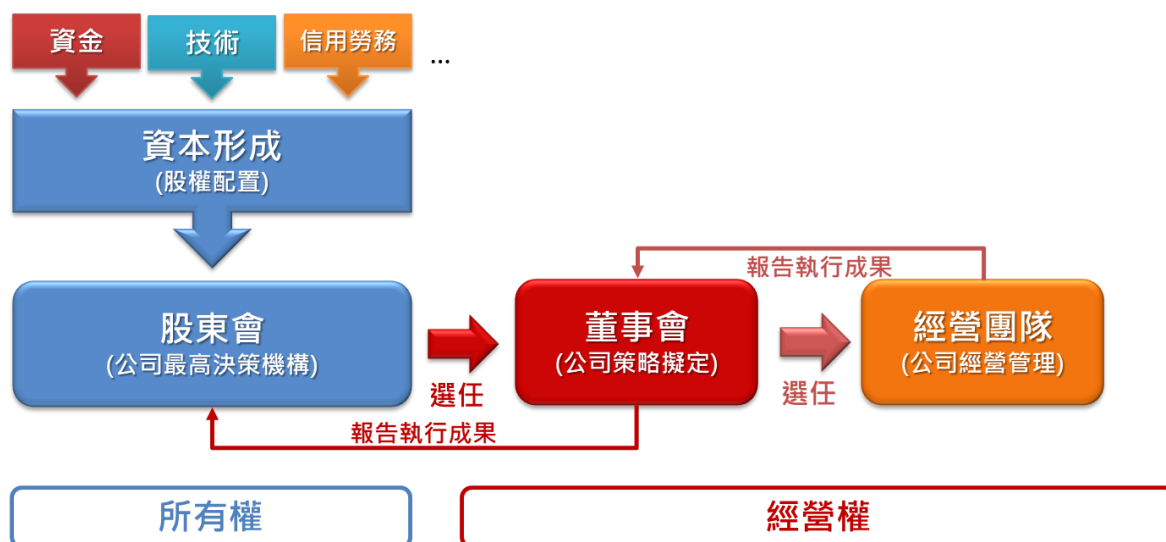 資金
技術
信用勞務
...
資本形成
(股權配置)
報告執行成果
股東會
(公司最高決策機構)
選任
董事會
(公司策略擬定)
選任
經營團隊
(公司經營管理)
報告執行成果
所有權
經營權